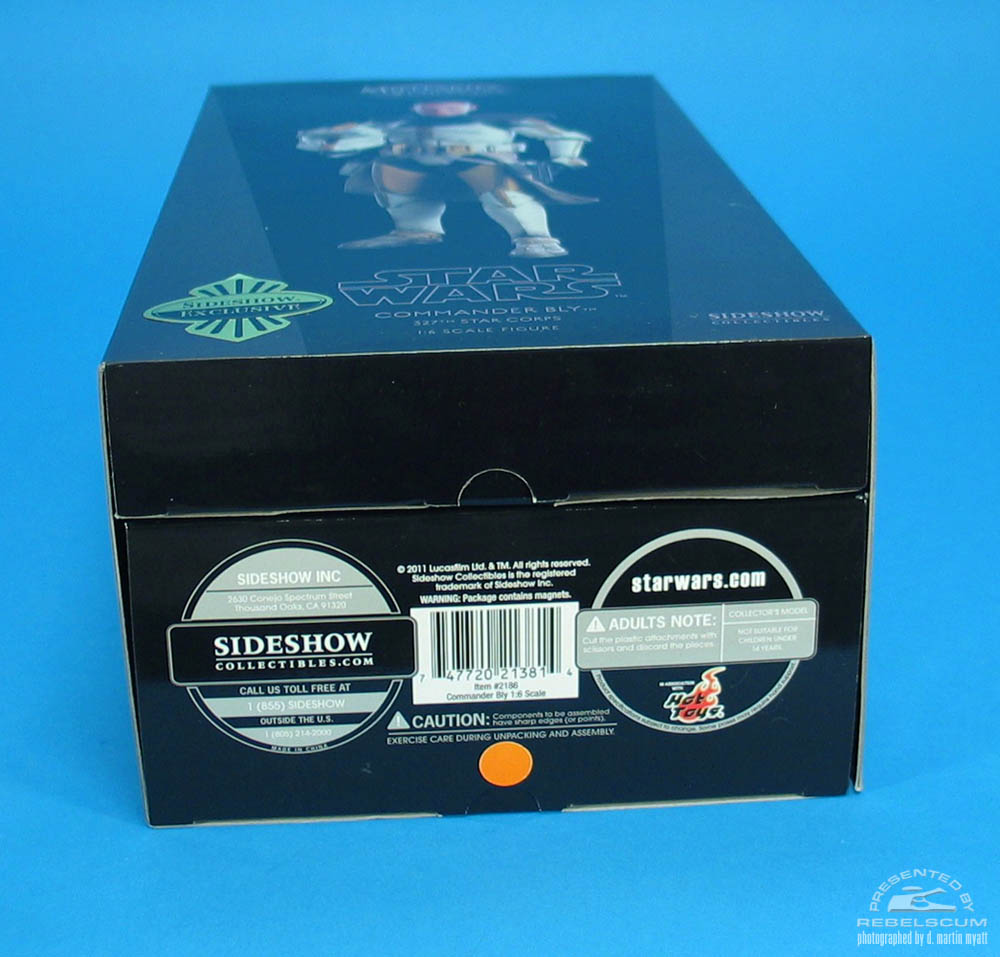 SIDESHOW
EXCLUSIVE
STAR
WARS™
COMMANDER BLY™
327TH STAR CORPS
1:6 SCALE FIGURE
SIDESHOW
COLLECTIBLES
SIDESHOW INC
2630 Conejo Spectrum Street
Thousand Oaks, CA 91320
SIDESHOW
COLLECTIBLES.COM
CALL US TOLL FREE AT
1 (855) SIDESHOW
OUTSIDE THE U.S.
1 (805) 214-2000
MADE IN CHINA
© 2011 Lucasfilm Ltd. & TM. All rights reserved.
Sideshow Collectibles is the registered
trademark of Sideshow Inc.
WARNING: Package contains magnets.
7 47720 21381 4
Item #2186
Commander Bly 1:6 Scale
CAUTION: Components to be assembled
have sharp edges (or points).
EXERCISE CARE DURING UNPACKING AND ASSEMBLY.
starwars.com
ADULTS NOTE:
Cut the plastic attachments with
scissors and discard the pieces
COLLECTOR'S MODEL
NOT SUITABLE FOR
CHILDREN UNDER
14 YEARS.
IN ASSOCIATION
WITH
HOT
TOYS
PRESENTED BY
REBELSCUM
photographed by d. martin myatt